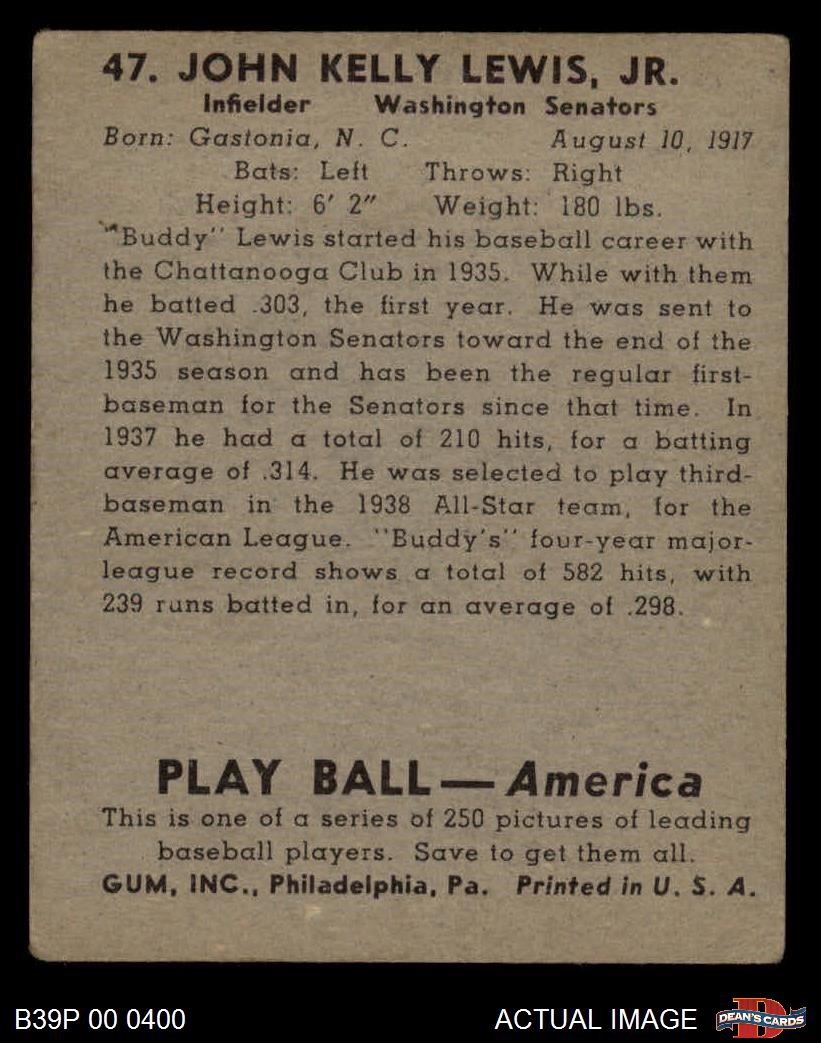 47. JOHN KELLY LEWIS, JR.
Infielder Washington Senators
Born: Gastonia, N. C. August 10, 1917
Bats: Left Throws: Right
Height: 6' 2" Weight: 180 lbs.
"Buddy" Lewis started his baseball career with
the Chattanooga Club in 1935. While with them
he batted .303, the first year. He was sent to
the Washington Senators toward the end of the
1935 season and has been the regular first-
baseman for the Senators since that time. In
1937 he had a total of 210 hits, for a batting
average of .314. He was selected to play third-
baseman in the 1938 All-Star team, for the
American League. "Buddy's" four-year major-
league record shows a total of 582 hits, with
239 runs batted in, for an average of .298.
PLAY BALL—America
This is one of a series of 250 pictures of leading
baseball players. Save to get them all.
GUM, INC., Philadelphia, Pa. Printed in U. S. A.
B39P 00 0400 ACTUAL IMAGE DEAN'S CARDS